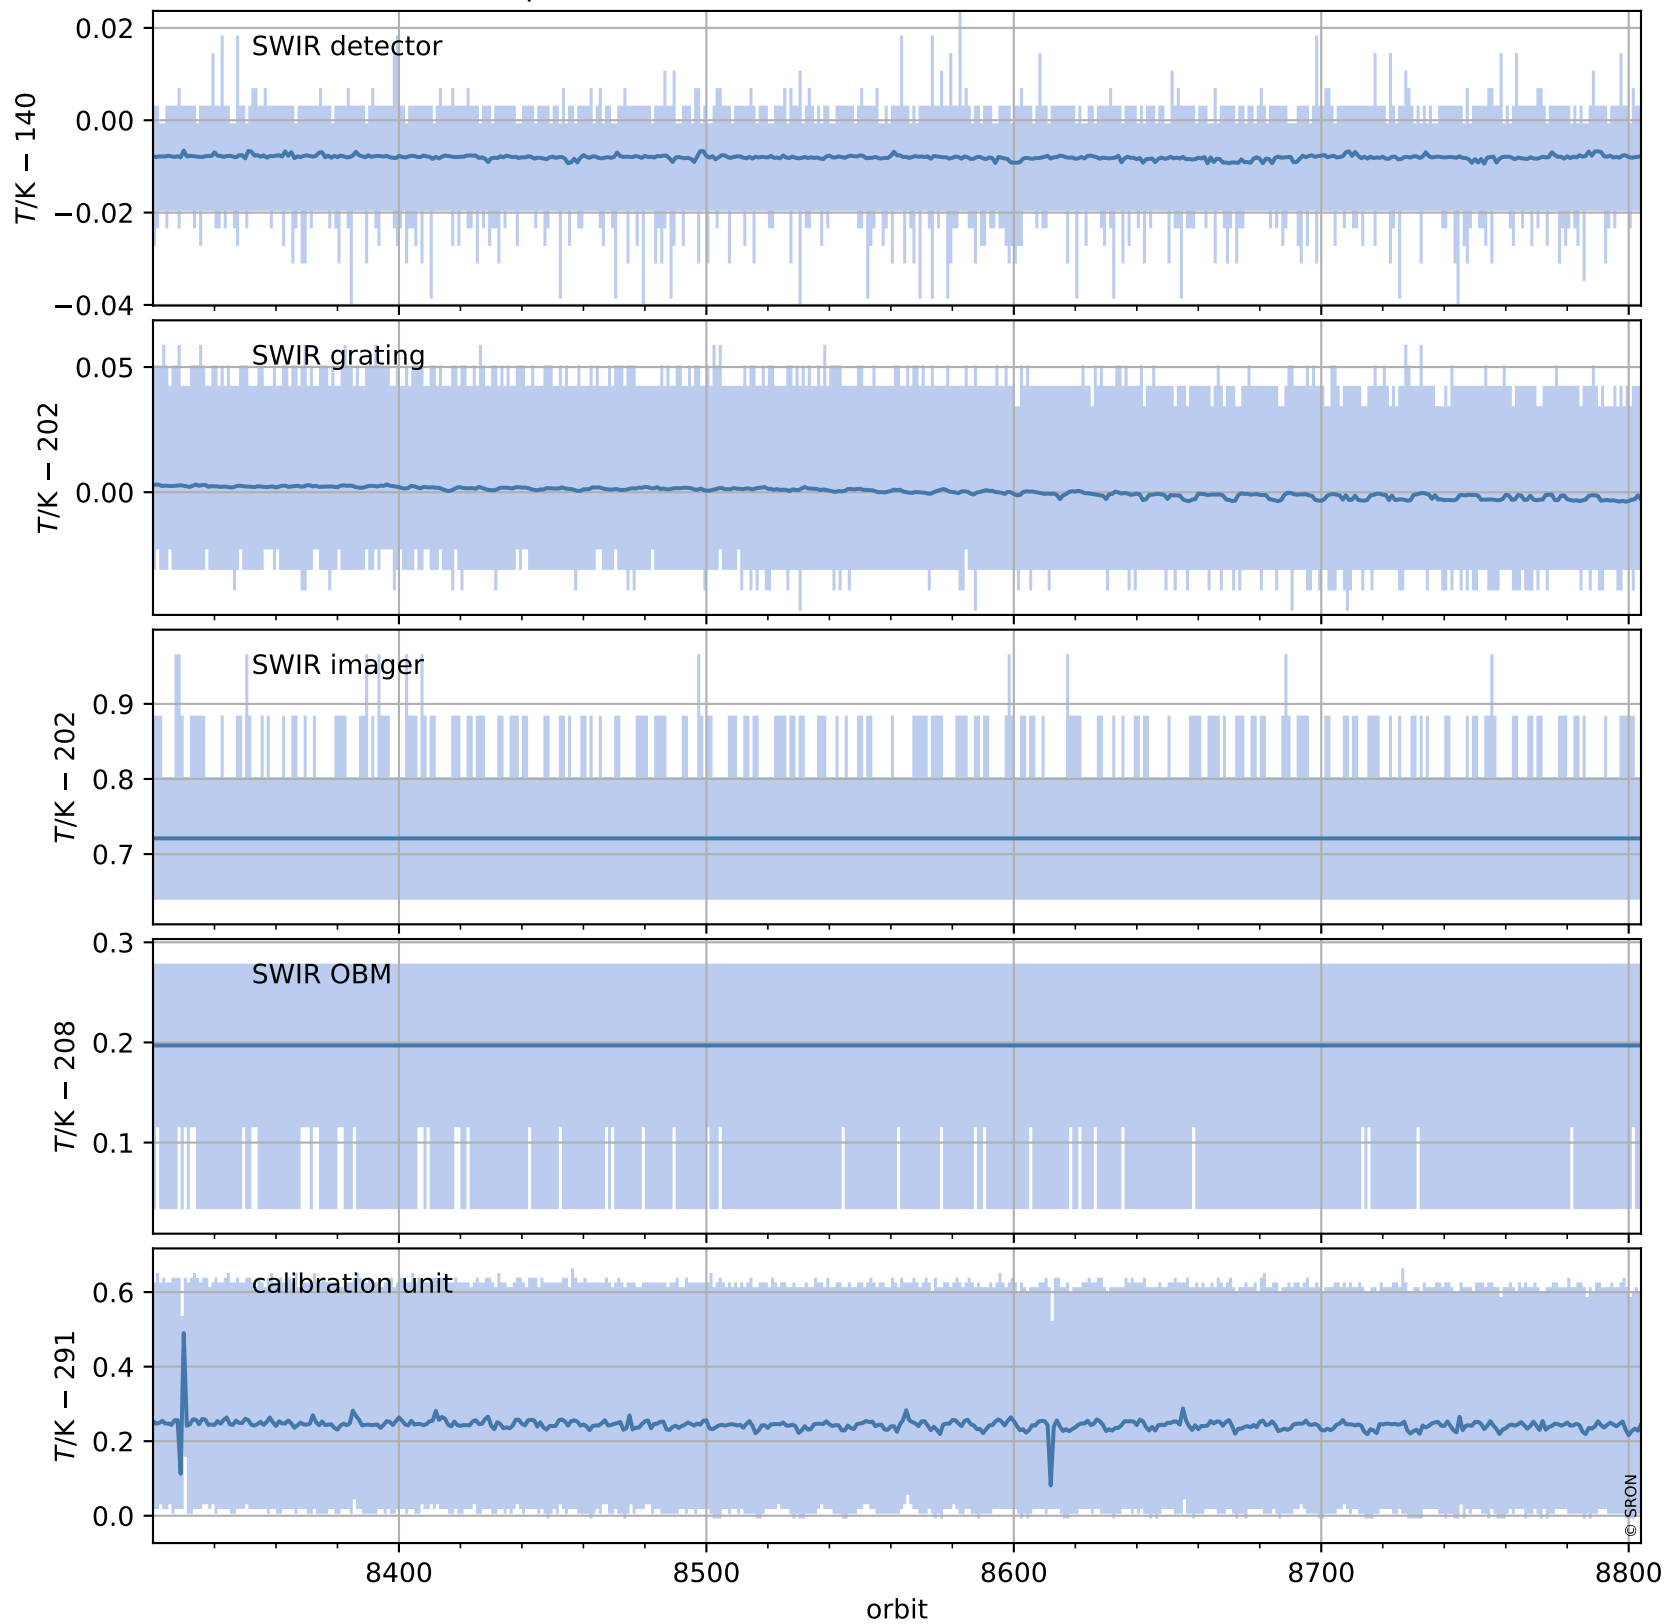 0.02
0.00
−0.02
−0.04
T/K − 140
SWIR detector
0.05
0.00
T/K − 202
SWIR grating
0.9
0.8
0.7
T/K − 202
SWIR imager
0.3
0.2
0.1
T/K − 208
SWIR OBM
0.6
0.4
0.2
0.0
T/K − 291
calibration unit
© SRON
8400 8500 8600 8700 8800
orbit